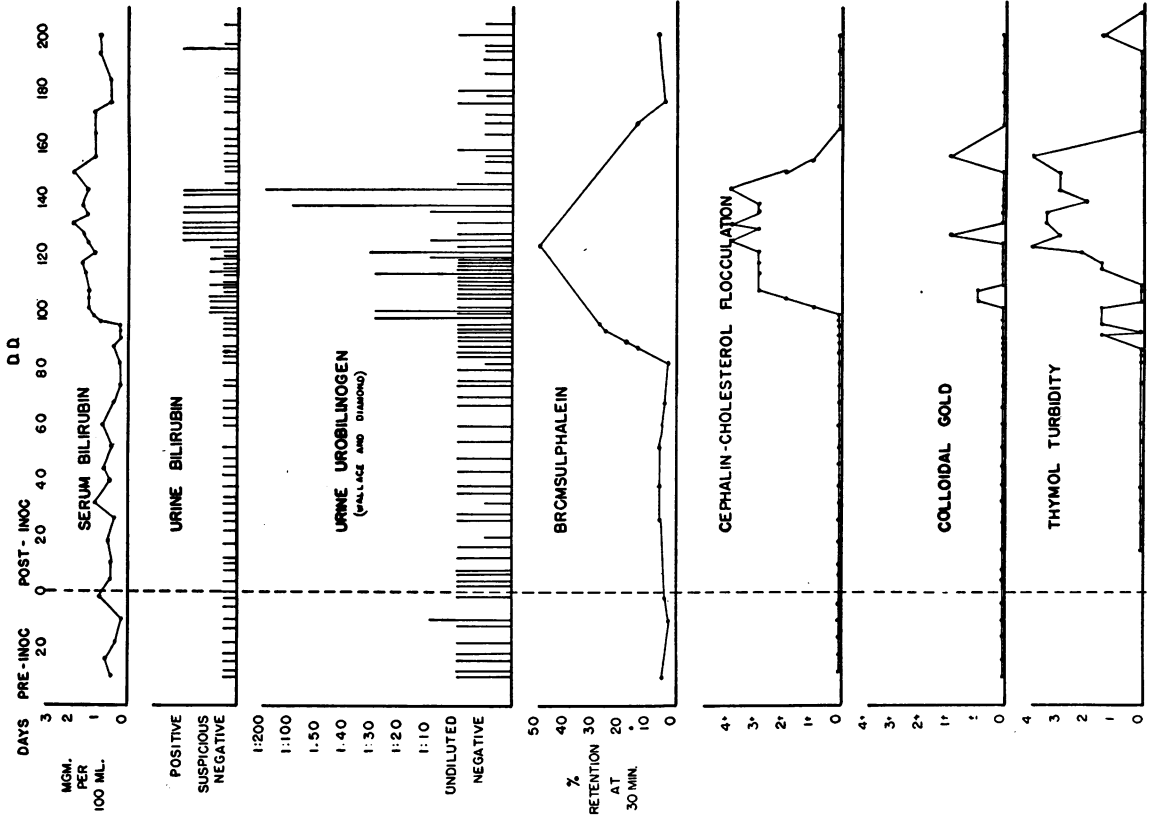 D.D.
DAYS PRE-INOC POST-INOC
20 0 20 40 60 80 100 120 140 160 180 200
MGM.
PER
100 ML.
3
2
1
0
SERUM BILIRUBIN
POSITIVE
SUSPICIOUS
NEGATIVE
URINE BILIRUBIN
1:200
1:100
1.50
1:40
1:30
1:20
1:10
UNDILUTED
NEGATIVE
URINE UROBILINOGEN
(WALLACE AND DIAMOND)
%
RETENTION
AT
30 MIN.
50
40
30
20
10
0
BROMSULPHALEIN
4+
3+
2+
1+
0
CEPHALIN-CHOLESTEROL FLOCCULATION
4+
3+
2+
1+
±
0
COLLOIDAL GOLD
4
3
2
1
0
THYMOL TURBIDITY